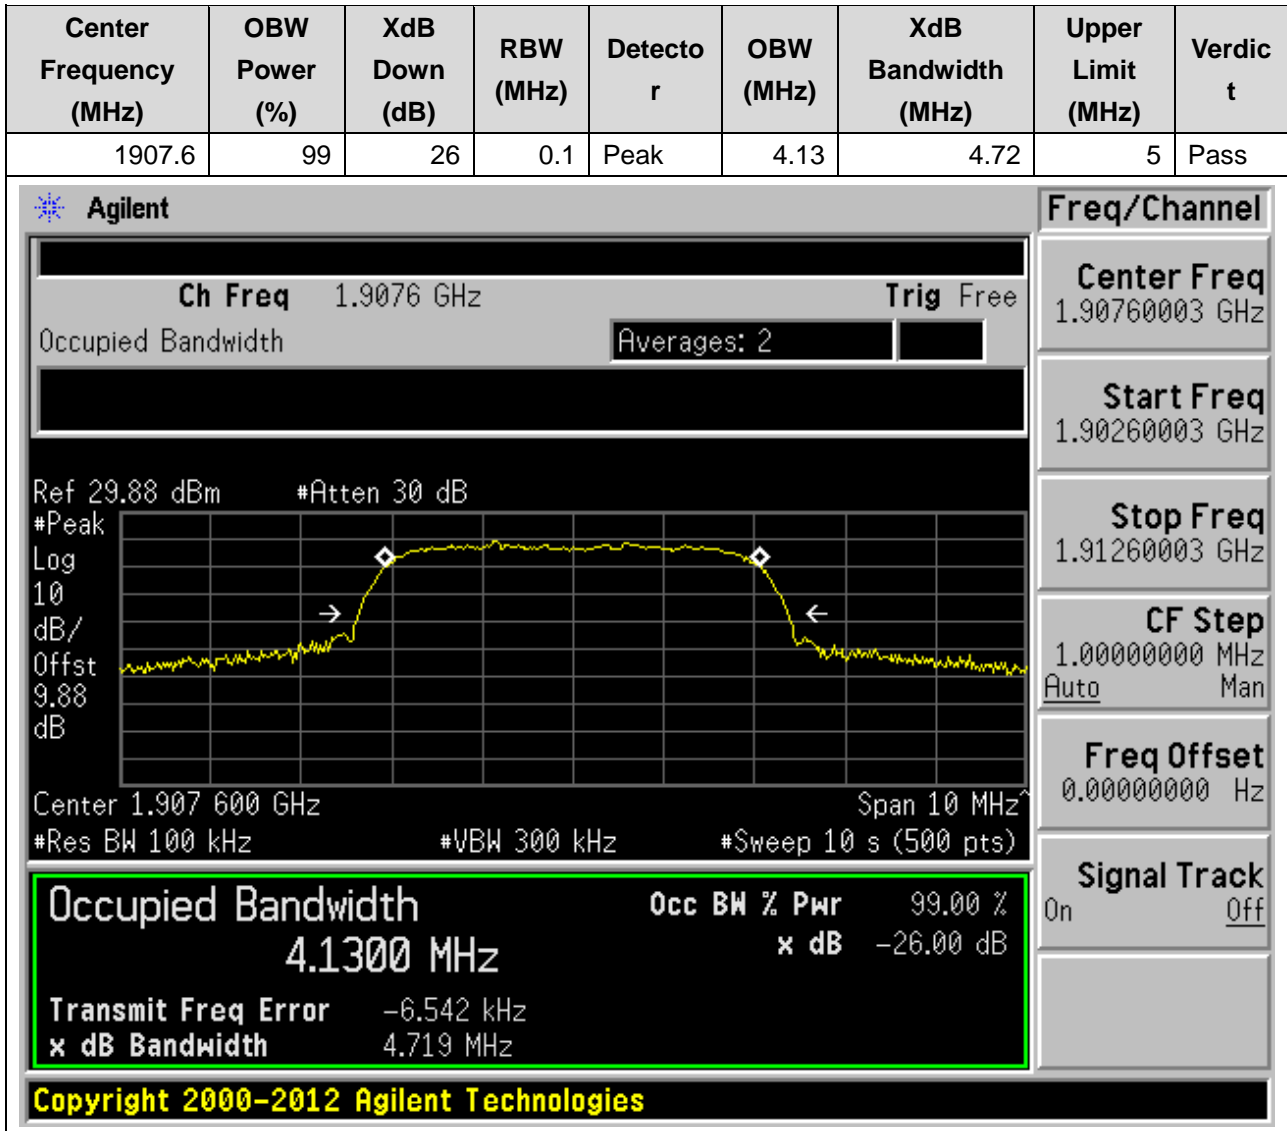 Center Frequency (MHz) OBW Power (%) XdB Down (dB) RBW (MHz) Detecto r OBW (MHz) XdB Bandwidth (MHz) Upper Limit (MHz) Verdic t
1907.6 99 26 0.1 Peak 4.13 4.72 5 Pass
Agilent
Freq/Channel
Ch Freq 1.9076 GHz Trig Free
Occupied Bandwidth Averages: 2
Center Freq
1.90760003 GHz
Start Freq
1.90260003 GHz
Stop Freq
1.91260003 GHz
CF Step
1.00000000 MHz
Auto Man
Freq Offset
0.00000000 Hz
Signal Track
On Off
Ref 29.88 dBm #Atten 30 dB
#Peak
Log
10
dB/
Offst
9.88
dB
Center 1.907 600 GHz Span 10 MHz^
#Res BW 100 kHz #VBW 300 kHz #Sweep 10 s (500 pts)
Occupied Bandwidth Occ BW % Pwr 99.00 %
4.1300 MHz x dB -26.00 dB
Transmit Freq Error -6.542 kHz
x dB Bandwidth 4.719 MHz
Copyright 2000-2012 Agilent Technologies